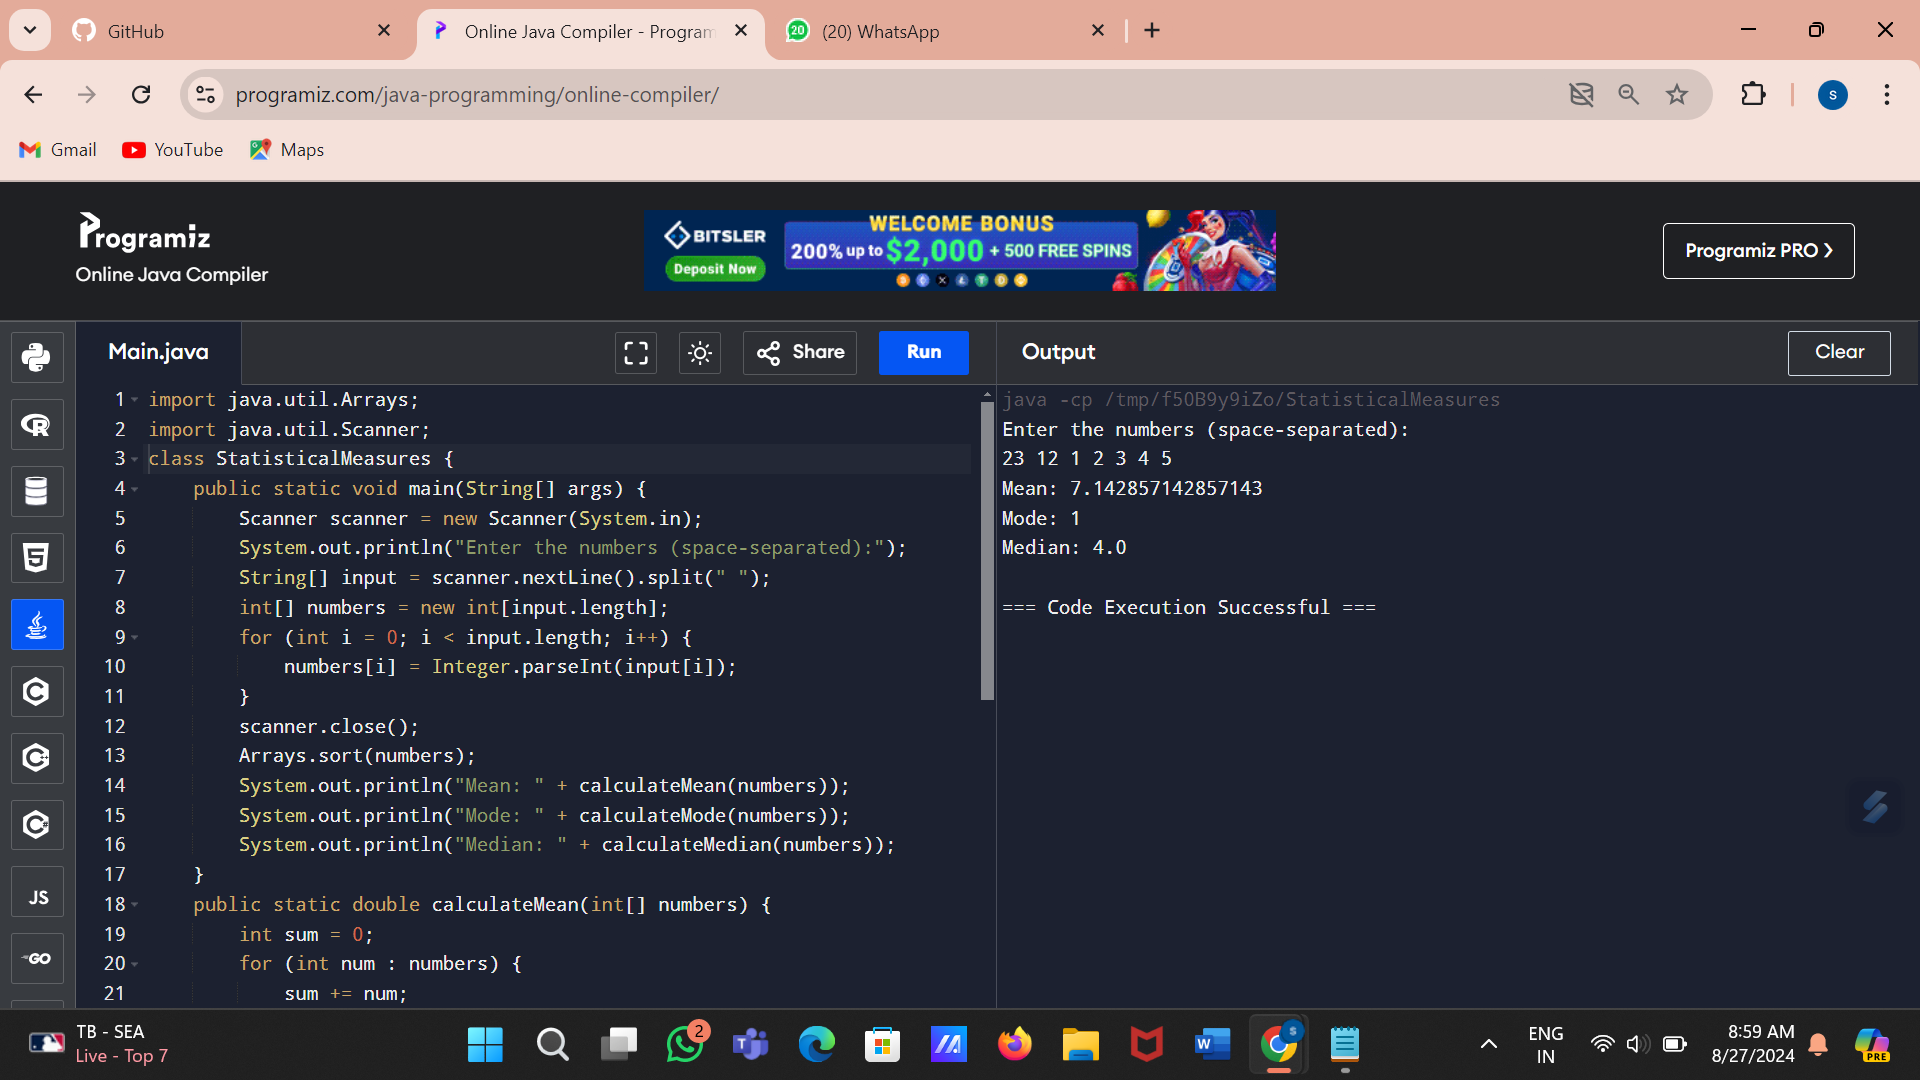 GitHub
Online Java Compiler - Program
20
(20) WhatsApp
programiz.com/java-programming/online-compiler/
s
Gmail
YouTube
Maps
Programiz
Online Java Compiler
BITSLER
Deposit Now
WELCOME BONUS
200% up to $2,000 + 500 FREE SPINS
Programiz PRO
Main.java
Share
Run
Output
Clear
1 import java.util.Arrays;
2 import java.util.Scanner;
3 class StatisticalMeasures {
4 public static void main(String[] args) {
5 Scanner scanner = new Scanner(System.in);
6 System.out.println("Enter the numbers (space-separated):");
7 String[] input = scanner.nextLine().split(" ");
8 int[] numbers = new int[input.length];
9 for (int i = 0; i < input.length; i++) {
10 numbers[i] = Integer.parseInt(input[i]);
11 }
12 scanner.close();
13 Arrays.sort(numbers);
14 System.out.println("Mean: " + calculateMean(numbers));
15 System.out.println("Mode: " + calculateMode(numbers));
16 System.out.println("Median: " + calculateMedian(numbers));
17 }
18 public static double calculateMean(int[] numbers) {
19 int sum = 0;
20 for (int num : numbers) {
21 sum += num;
java -cp /tmp/f5OB9y9iZo/StatisticalMeasures
Enter the numbers (space-separated):
23 12 1 2 3 4 5
Mean: 7.142857142857143
Mode: 1
Median: 4.0
=== Code Execution Successful ===
JS
GO
TB - SEA
Live - Top 7
2
ENG
IN
8:59 AM
8/27/2024
PRE